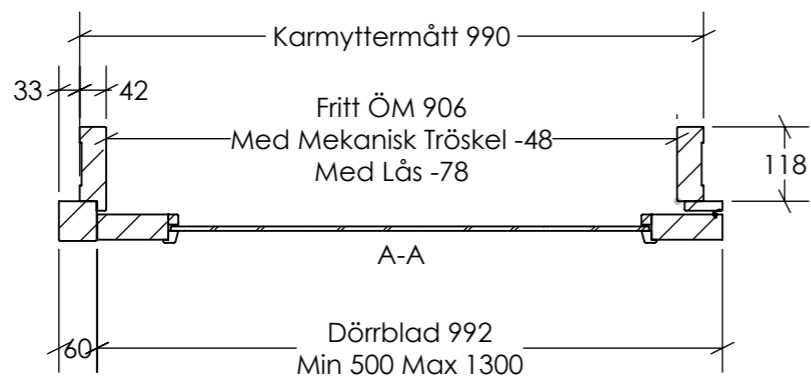 Karmyttermått 990
33
42
Fritt ÖM 906
Med Mekanisk Tröskel -48
Med Lås -78
118
A-A
60
Dörrblad 992
Min 500 Max 1300